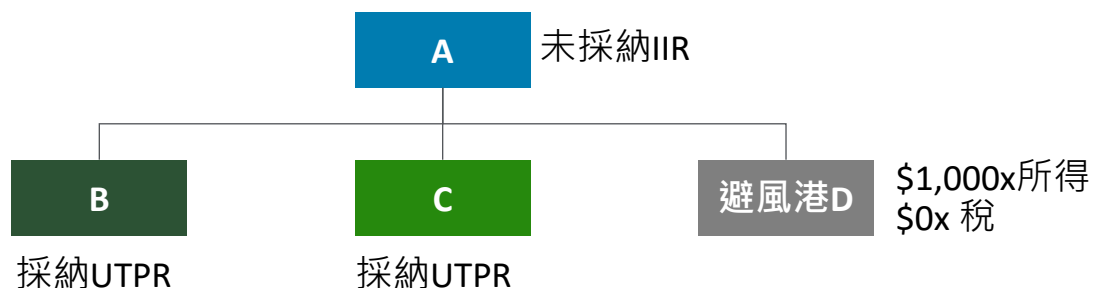 A
未採納IIR
B
C
避風港D
$1,000x所得
$0x 稅
採納UTPR
採納UTPR